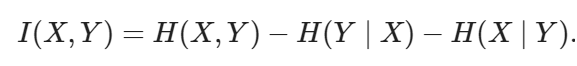 I(X, Y) = H(X, Y) − H(Y | X) − H(X | Y).